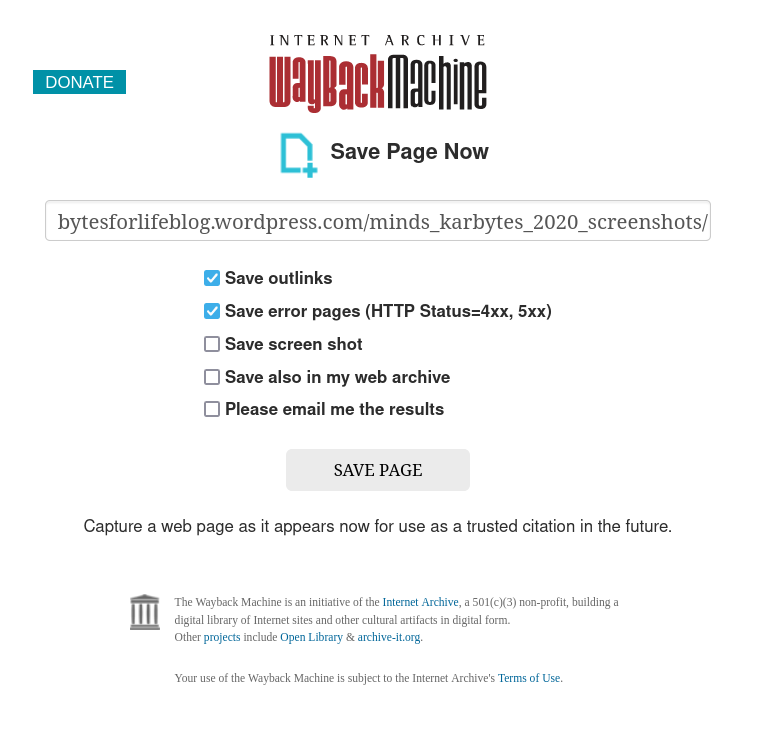 INTERNET ARCHIVE
WayBackMachine
DONATE
Save Page Now
bytesforlifeblog.wordpress.com/minds_karbytes_2020_screenshots/
Save outlinks
Save error pages (HTTP Status=4xx, 5xx)
Save screen shot
Save also in my web archive
Please email me the results
SAVE PAGE
Capture a web page as it appears now for use as a trusted citation in the future.
The Wayback Machine is an initiative of the Internet Archive, a 501(c)(3) non-profit, building a
digital library of Internet sites and other cultural artifacts in digital form.
Other projects include Open Library & archive-it.org.
Your use of the Wayback Machine is subject to the Internet Archive's Terms of Use.